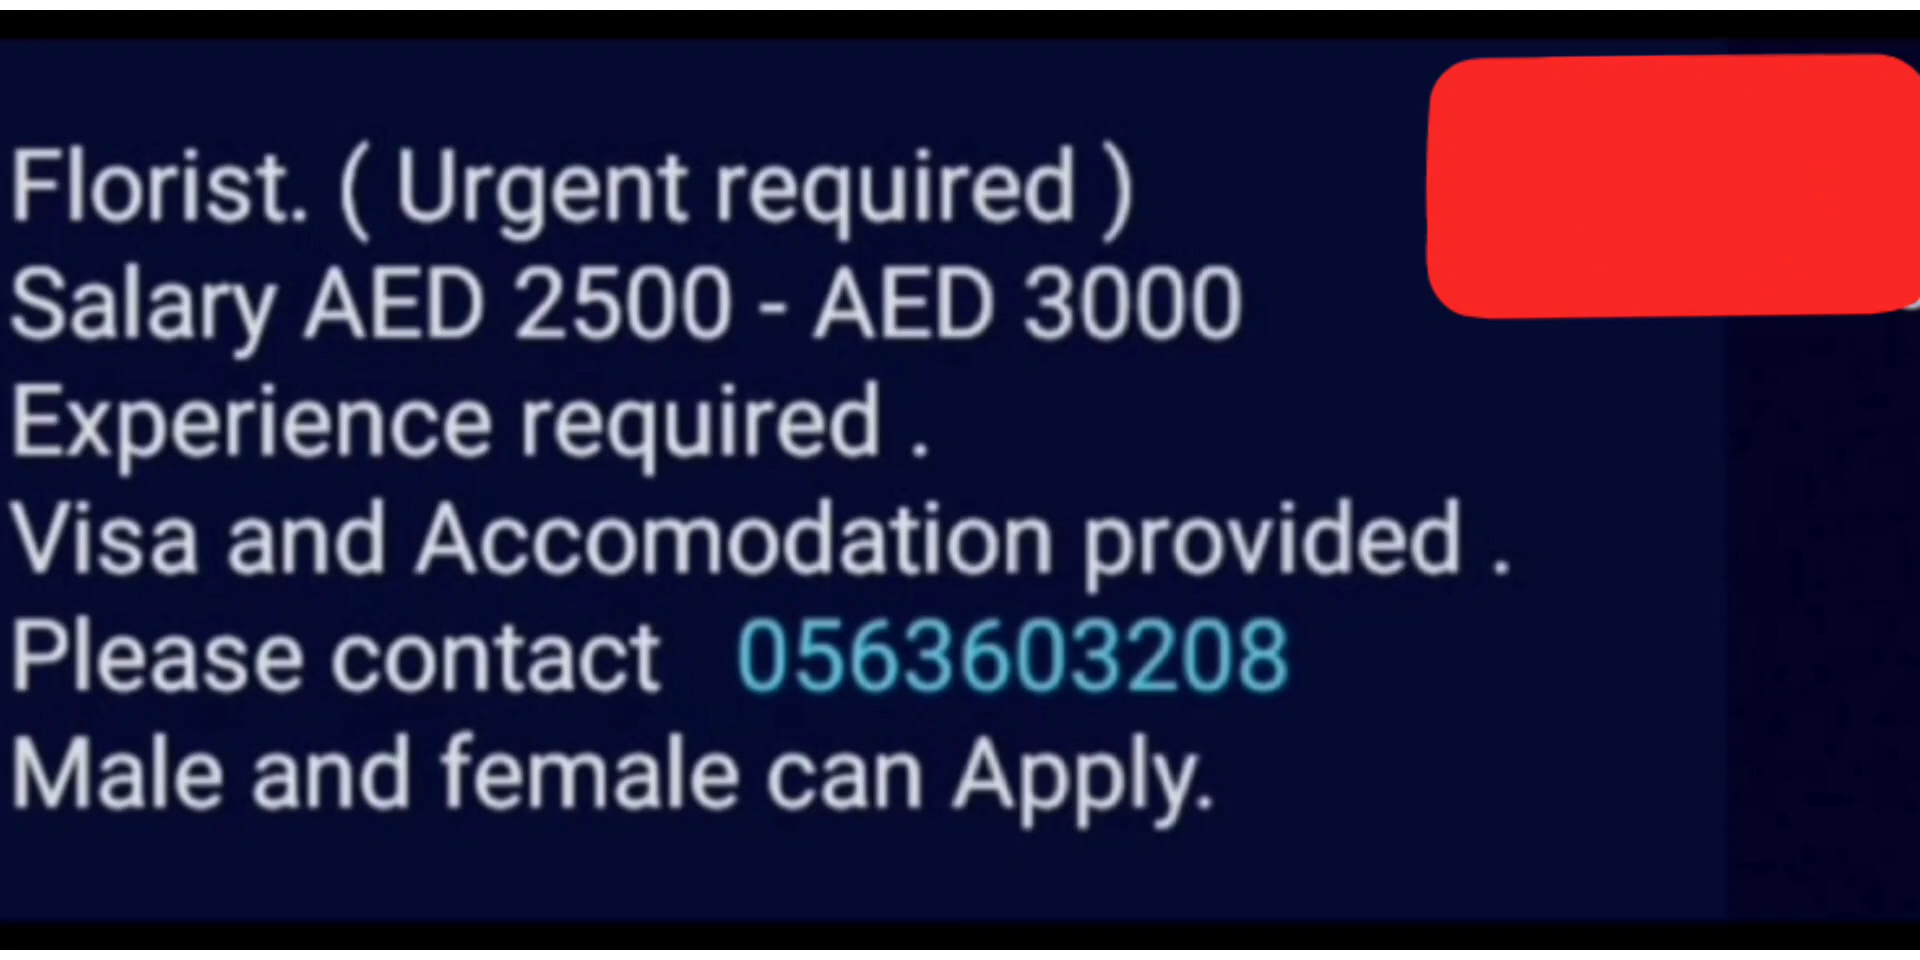 Florist. ( Urgent required )
Salary AED 2500 - AED 3000
Experience required .
Visa and Accomodation provided .
Please contact 0563603208
Male and female can Apply.